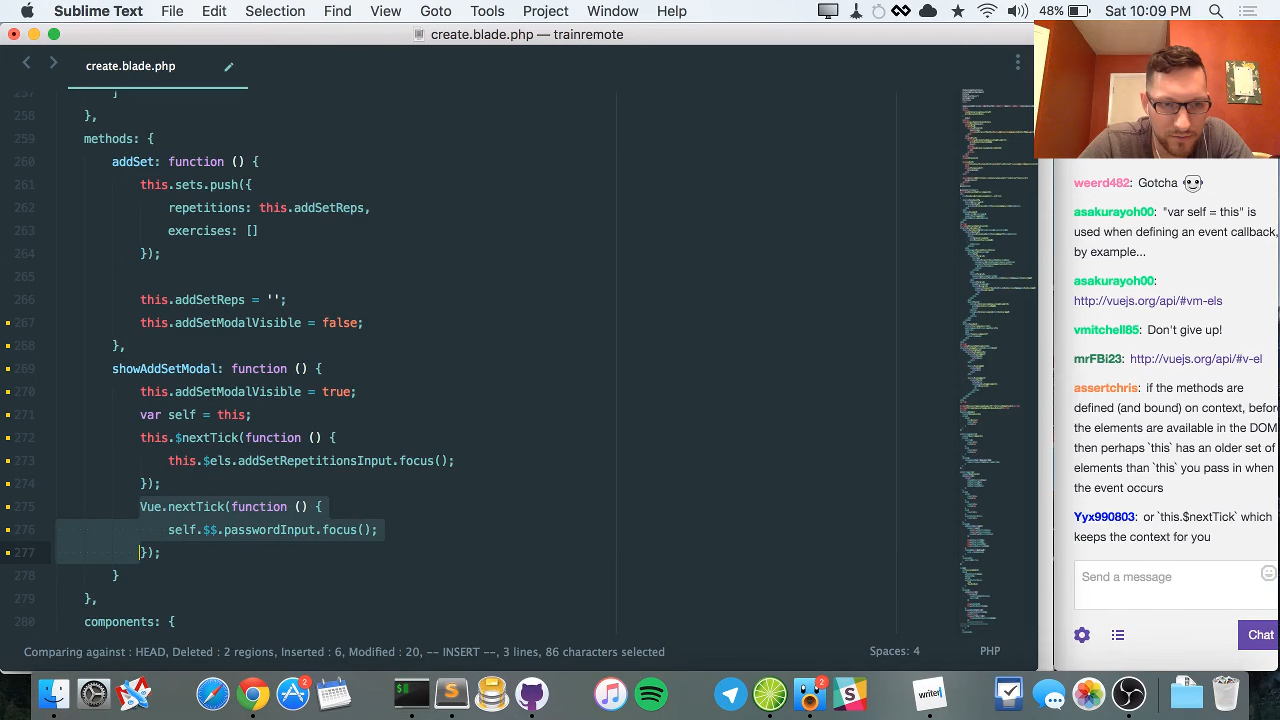 Sublime Text File Edit Selection Find View Goto Tools Project Window Help 48% Sat 10:09 PM
create.blade.php — trainremote
create.blade.php
257 ]
258 },
259 methods: {
260 addSet: function () {
261 this.sets.push({
262 repetitions: this.addSetReps,
263 exercises: []
264 });
265
266 this.addSetReps = '';
267 this.addSetModalVisible = false;
268 },
269 showAddSetModal: function () {
270 this.addSetModalVisible = true;
271 var self = this;
272 this.$nextTick(function () {
273 this.$els.addSetRepetitionsInput.focus();
274 });
275 Vue.nextTick(function () {
276 self.$$.passwordInput.focus();
277 });
278 }
279 },
280 components: {
Comparing against : HEAD, Deleted : 2 regions, Inserted : 6, Modified : 20, -- INSERT --, 3 lines, 86 characters selected
Spaces: 4
PHP
weerd482: Gotcha
asakurayoh00: "var self = this" is
used when defining an event callback,
by example...
asakurayoh00:
http://vuejs.org/api/#vm-els
vmitchell85: Don't give up!
mrFBi23: http://vuejs.org/api/#v-el
assertchris: if the methods are
defined (and bound) on context, before
the elements are available in the DOM
then perhaps `this` has an older set of
elements than `this` you pass in when
the event occurs
Yyx990803: or `this.$nextTick` which
keeps the context for you
Send a message
Chat
2
2
writer